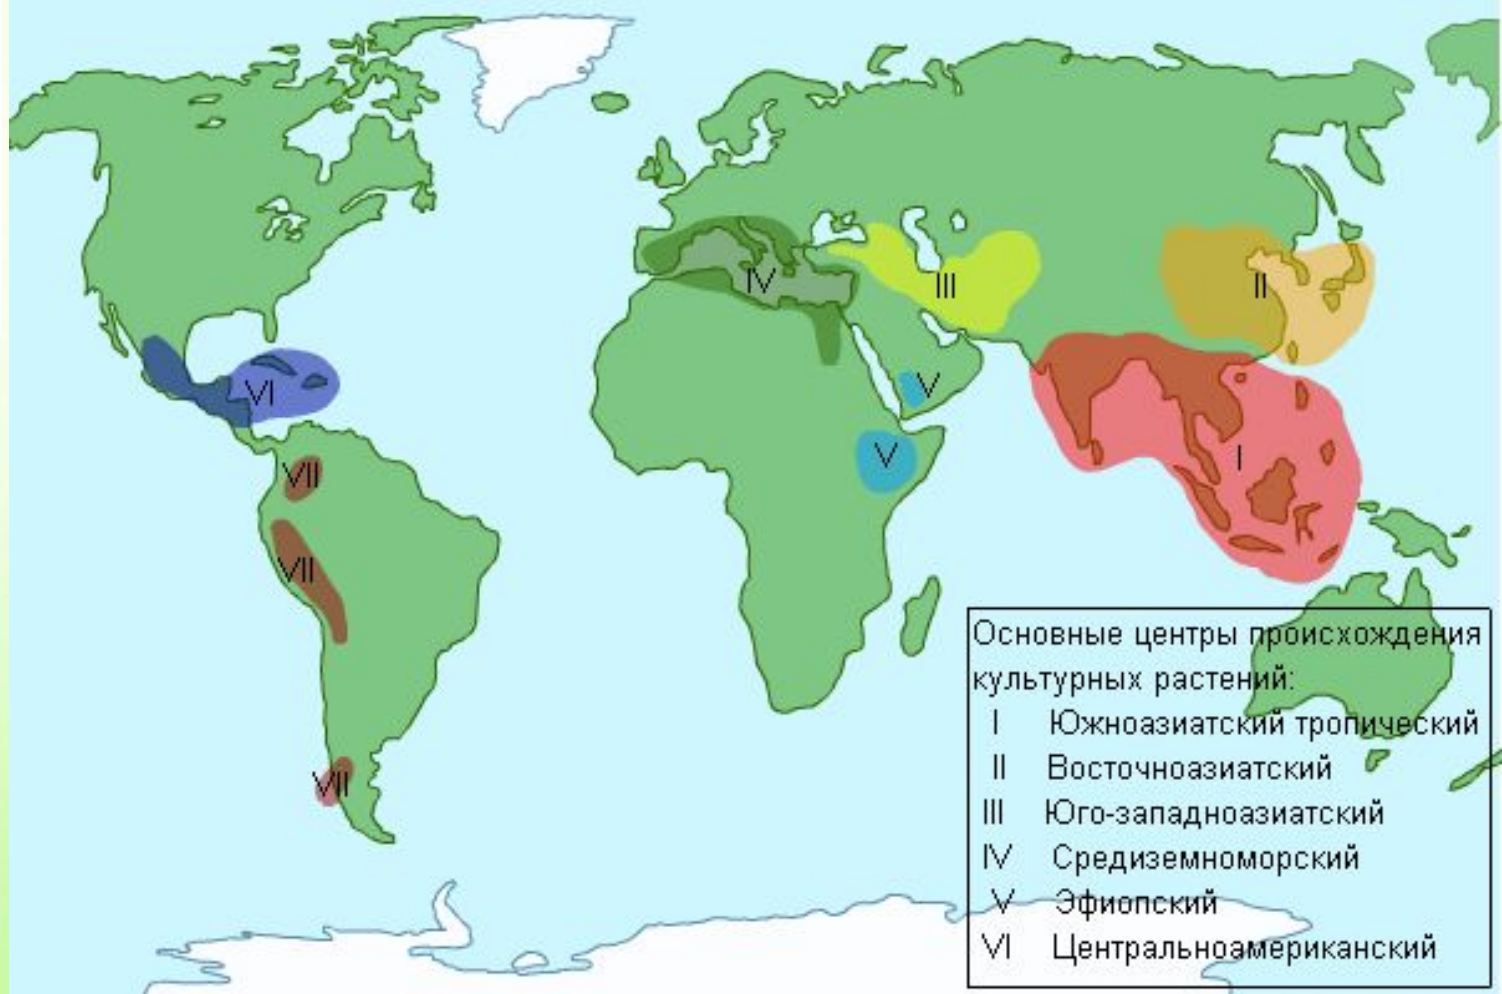 IV
III
II
VI
V
V
I
VII
VII
VII
Основные центры происхождения
культурных растений:
I Южноазиатский тропический
II Восточноазиатский
III Юго-западноазиатский
IV Средиземноморский
V Эфиопский
VI Центральноамериканский